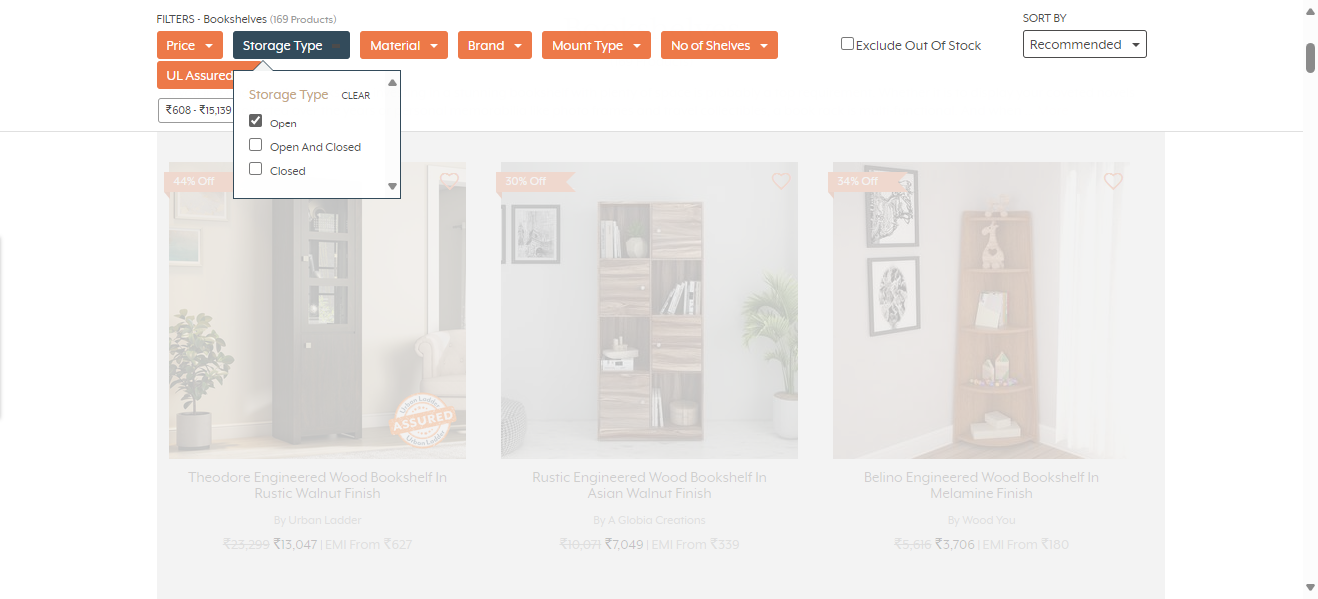 FILTERS - Bookshelves (169 Products)
SORT BY
Price
Storage Type
Material
Brand
Mount Type
No of Shelves
Exclude Out Of Stock
Recommended
UL Assured
Storage Type CLEAR
₹608 - ₹15,139
Open
Open And Closed
Closed
44% Off
30% Off
34% Off
Urban Ladder
ASSURED
Urban Ladder
Theodore Engineered Wood Bookshelf In
Rustic Walnut Finish
By Urban Ladder
₹23,299 ₹13,047 | EMI From ₹627
Rustic Engineered Wood Bookshelf In
Asian Walnut Finish
By A Globia Creations
₹10,071 ₹7,049 | EMI From ₹339
Belino Engineered Wood Bookshelf In
Melamine Finish
By Wood You
₹5,616 ₹3,706 | EMI From ₹180